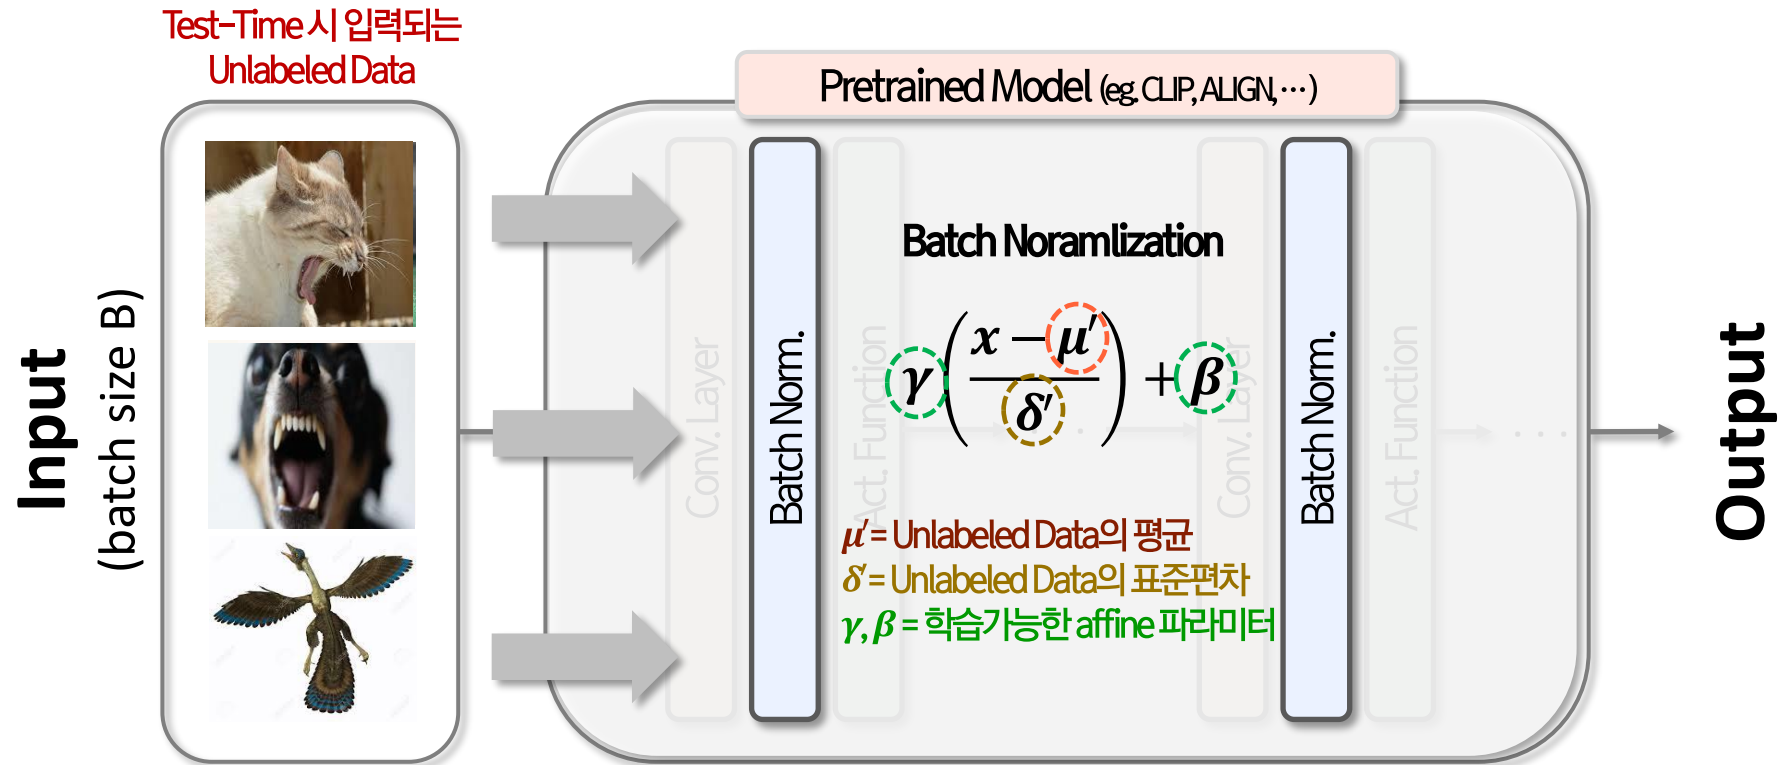 Test-Time 시 입력되는
Unlabeled Data
Input
(batch size B)
Pretrained Model (eg. CLIP, ALIGN, ⋯)
Conv. Layer
Batch Norm.
Act. Function
Batch Noramlization
γ((x − μ′)/δ′) + β
μ′= Unlabeled Data의 평균
δ′= Unlabeled Data의 표준편차
γ, β = 학습가능한 affine 파라미터
Conv. Layer
Batch Norm.
Act. Function
. . .
Output